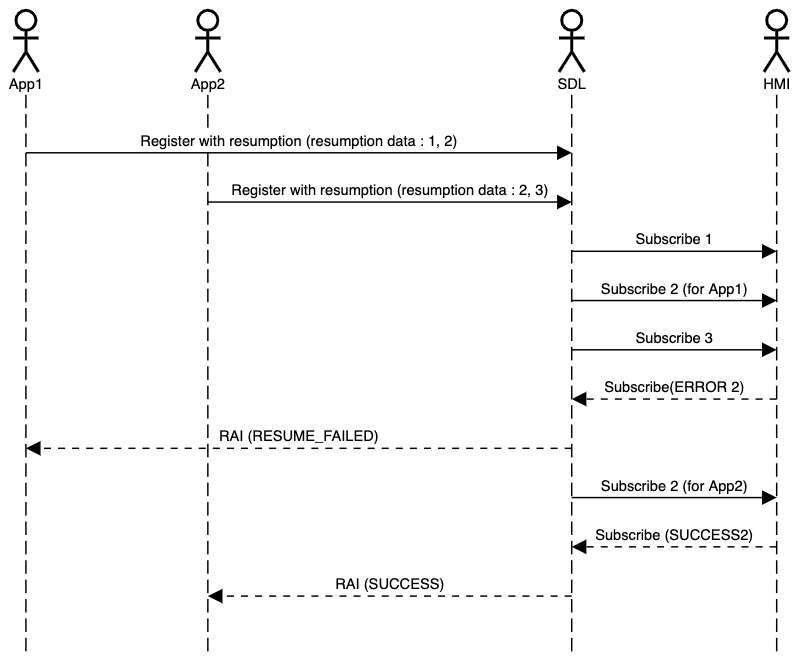 App1
App2
SDL
HMI
Register with resumption (resumption data : 1, 2)
Register with resumption (resumption data : 2, 3)
Subscribe 1
Subscribe 2 (for App1)
Subscribe 3
Subscribe(ERROR 2)
RAI (RESUME_FAILED)
Subscribe 2 (for App2)
Subscribe (SUCCESS2)
RAI (SUCCESS)